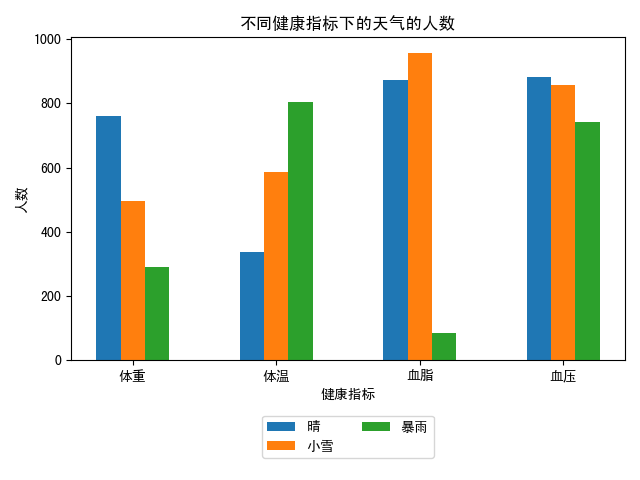 不同健康指标下的天气的人数
人数
1000
800
600
400
200
0
体重 体温 血脂 血压
健康指标
晴 暴雨
小雪